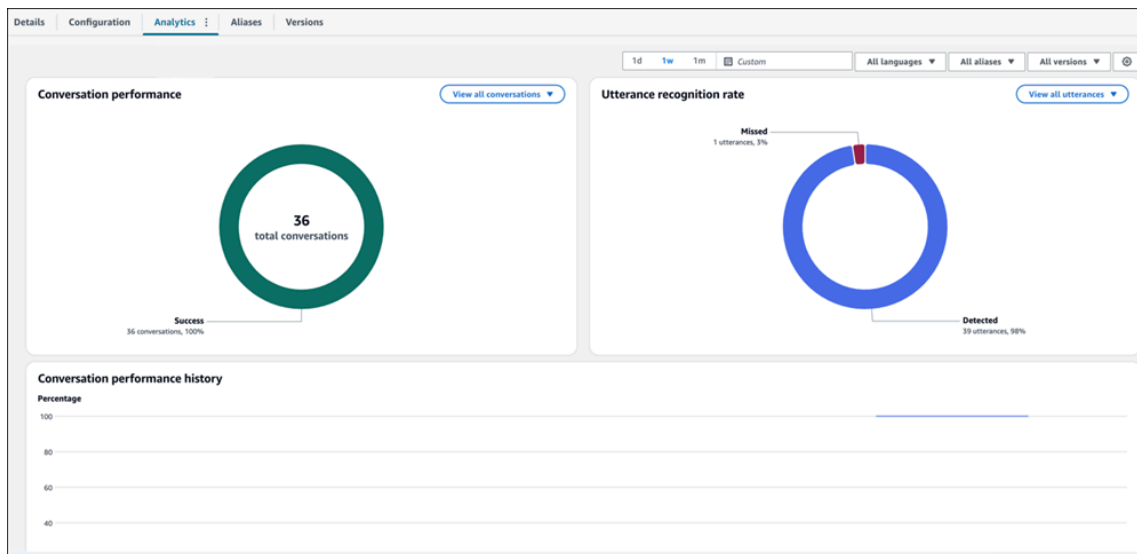 Details Configuration Analytics Aliases Versions
1d 1w 1m Custom All languages All aliases All versions
Conversation performance View all conversations
36
total conversations
Success
36 conversations, 100%
Utterance recognition rate View all utterances
Missed
1 utterances, 3%
Detected
39 utterances, 98%
Conversation performance history
Percentage
100
80
60
40